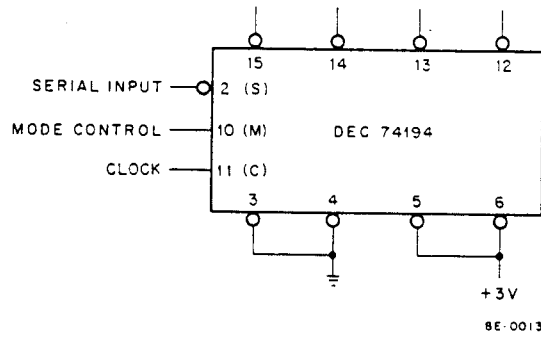 15 14 13 12
SERIAL INPUT 2 (S)
MODE CONTROL 10 (M) DEC 74194
CLOCK 11 (C)
3 4 5 6
+3V
8E-0013